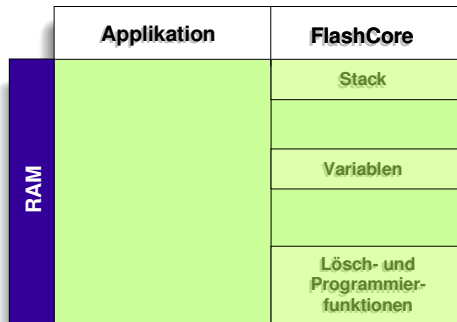 Applikation
FlashCore
RAM
Stack
Variablen
Lösch- und
Programmier-
funktionen